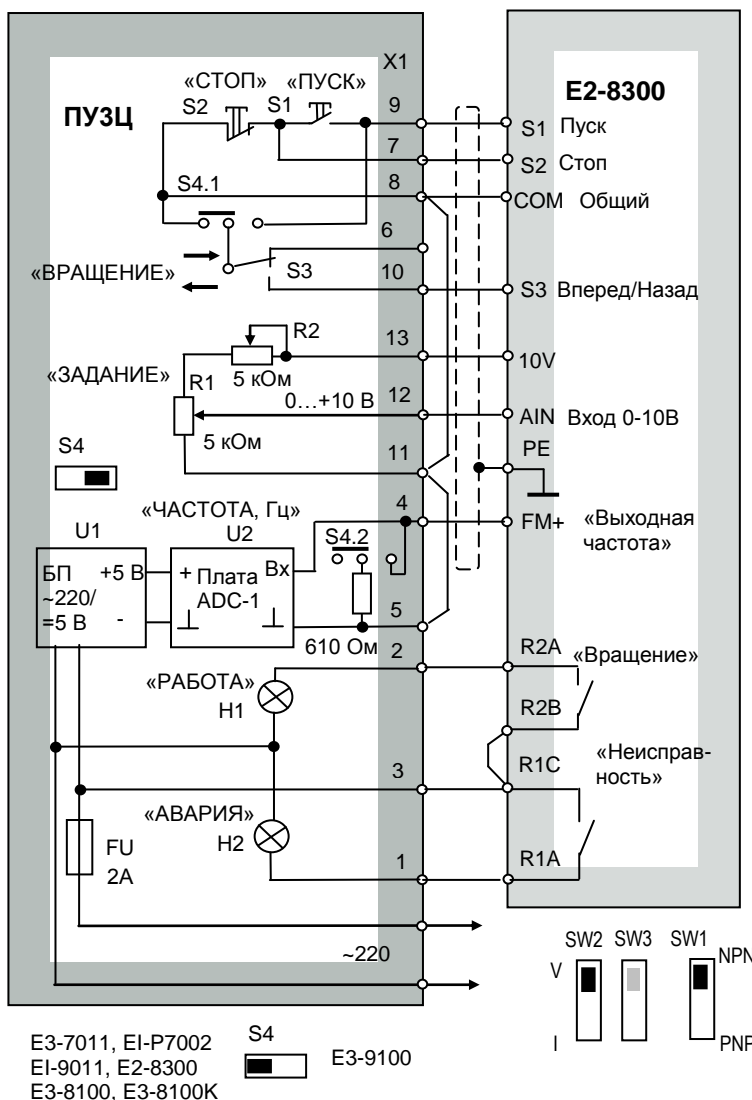 X1
«СТОП» «ПУСК»
ПУ3Ц
S2 S1 9
E2-8300
S1 Пуск
7
S2 Стоп
8
S4.1
COM Общий
6
«ВРАЩЕНИЕ»
S3
10
S3 Вперед/Назад
R2
13
10V
«ЗАДАНИЕ»
R1
5 кОм
0...+10 В
12
AIN Вход 0-10В
5 кОм
11
PE
S4
4
«ЧАСТОТА, Гц»
FM+ «Выходная
частота»
U1 U2 S4.2
БП +5 В
~220/
=5 В -
+ Плата Вх
ADC-1
⊥ ⊥
5
610 Ом
2
R2A
«Вращение»
«РАБОТА»
H1
R2B
«Неисправ-
ность»
3
R1C
«АВАРИЯ»
FU
2А
H2
1
R1A
~220
SW2 SW3 SW1
V
NPN
I
PNP
E3-7011, EI-P7002
EI-9011, E2-8300
E3-8100, E3-8100K
S4
E3-9100